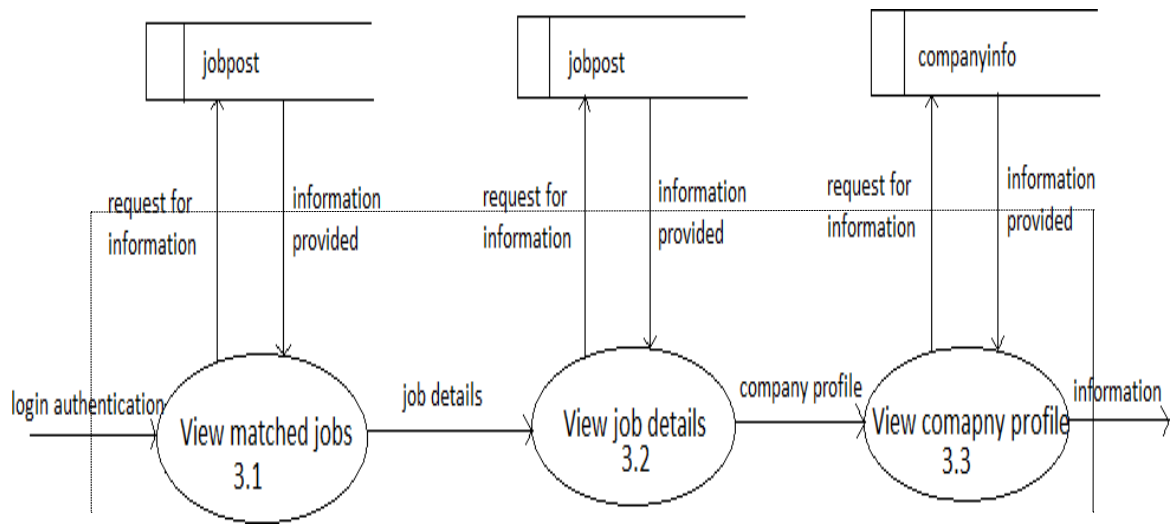 jobpost
jobpost
companyinfo
request for
information
information
provided
request for
information
information
provided
request for
information
information
provided
login authentication
job details
company profile
information
View matched jobs
3.1
View job details
3.2
View comapny profile
3.3